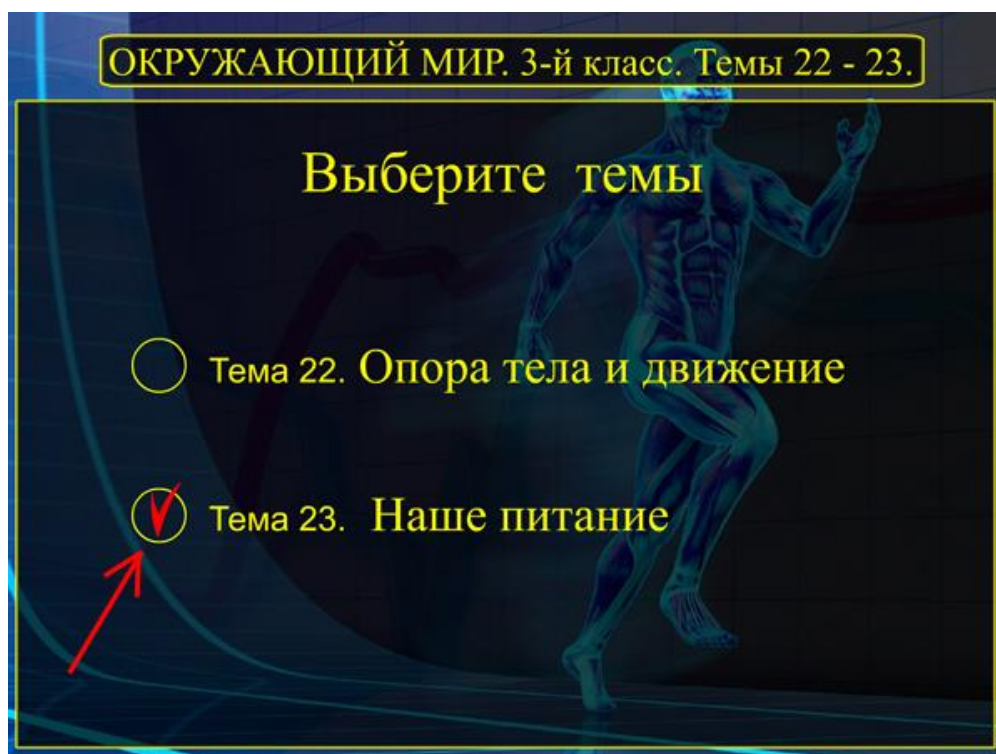 ОКРУЖАЮЩИЙ МИР. 3-й класс. Темы 22 - 23.
Выберите темы
Тема 22. Опора тела и движение
Тема 23. Наше питание